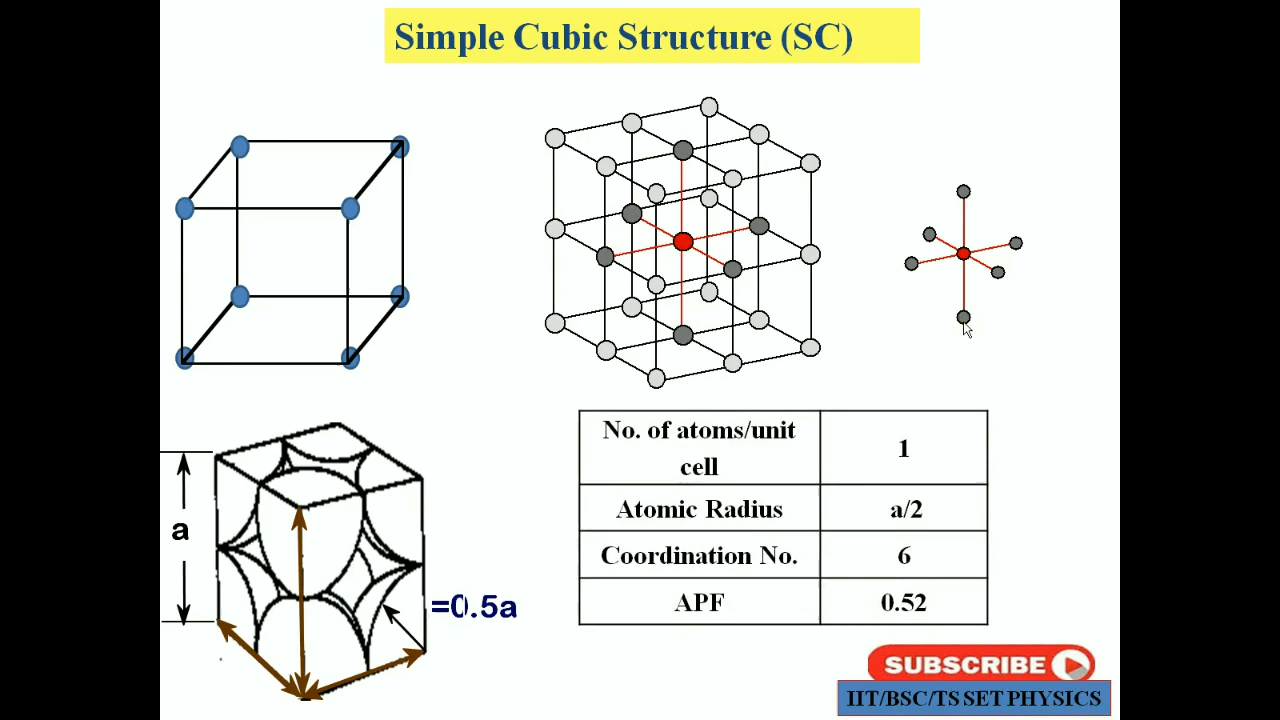 Simple Cubic Structure (SC)
a
=0.5a
No. of atoms/unit
cell
1
Atomic Radius
a/2
Coordination No.
6
APF
0.52
SUBSCRIBE
IIT/BSC/TS SET PHYSICS